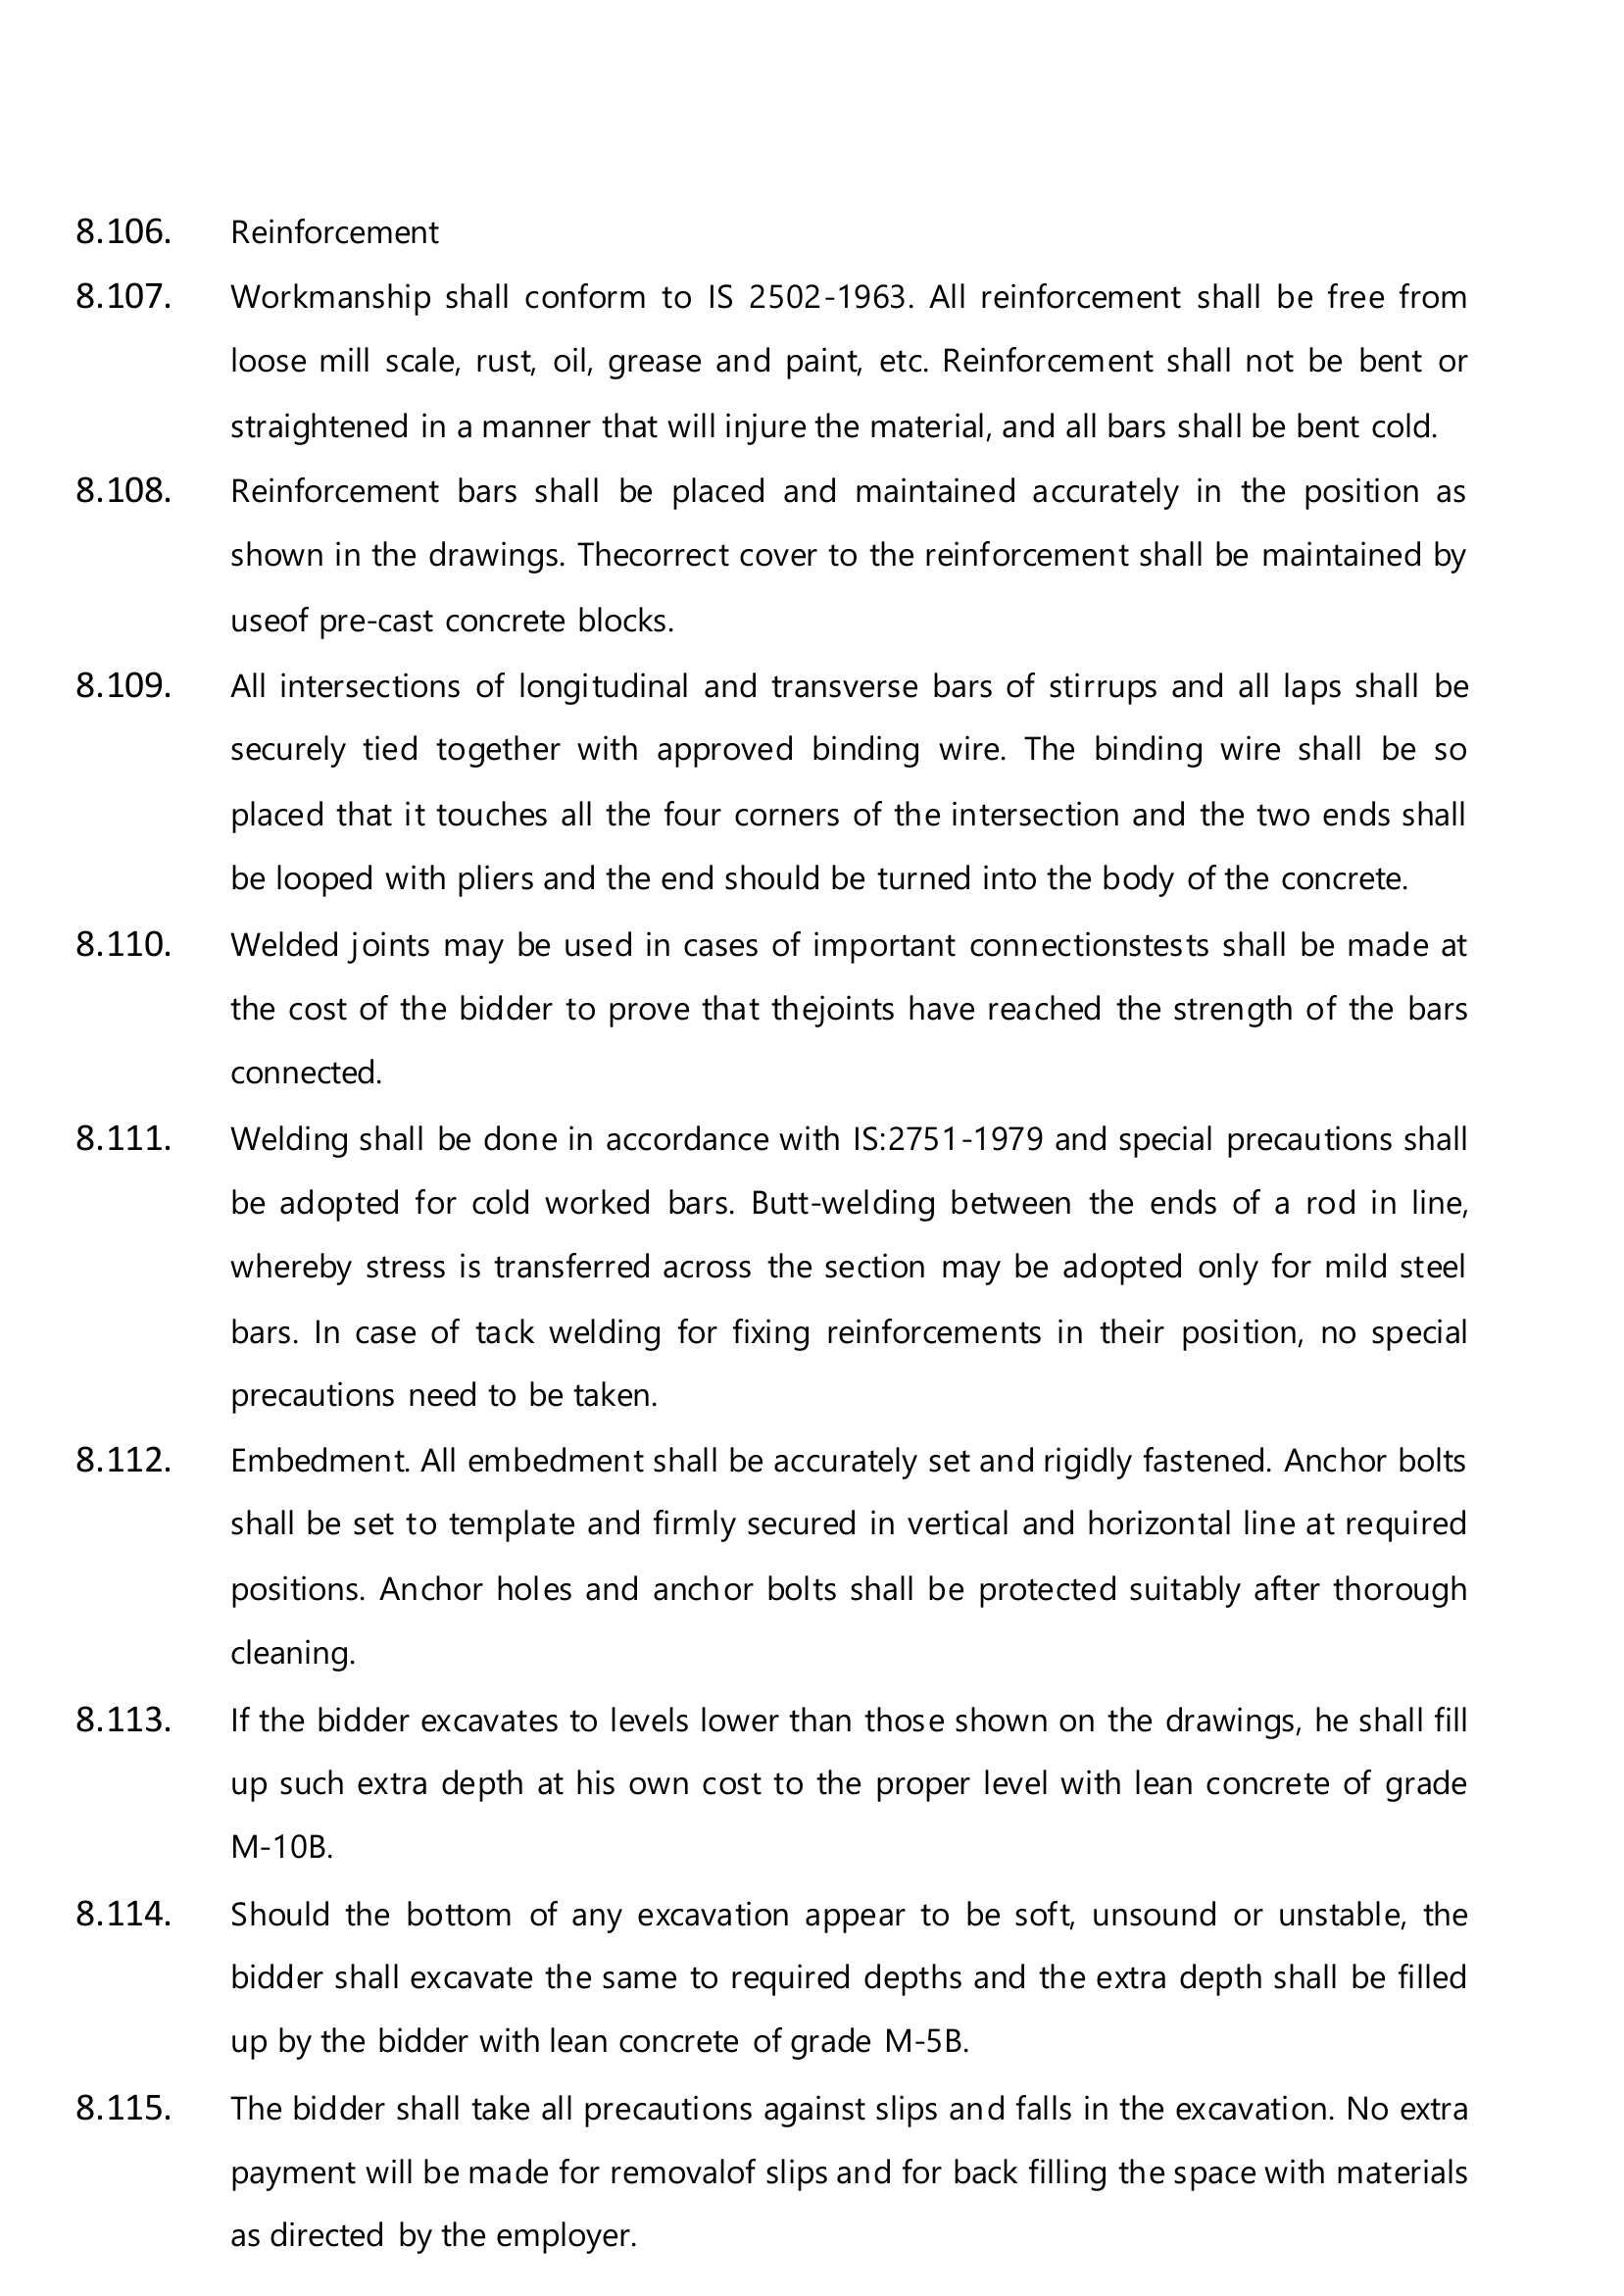 8.106. Reinforcement
8.107. Workmanship shall conform to IS 2502-1963. All reinforcement shall be free from
loose mill scale, rust, oil, grease and paint, etc. Reinforcement shall not be bent or
straightened in a manner that will injure the material, and all bars shall be bent cold.
8.108. Reinforcement bars shall be placed and maintained accurately in the position as
shown in the drawings. Thecorrect cover to the reinforcement shall be maintained by
useof pre-cast concrete blocks.
8.109. All intersections of longitudinal and transverse bars of stirrups and all laps shall be
securely tied together with approved binding wire. The binding wire shall be so
placed that it touches all the four corners of the intersection and the two ends shall
be looped with pliers and the end should be turned into the body of the concrete.
8.110. Welded joints may be used in cases of important connectionstests shall be made at
the cost of the bidder to prove that thejoints have reached the strength of the bars
connected.
8.111. Welding shall be done in accordance with IS:2751-1979 and special precautions shall
be adopted for cold worked bars. Butt-welding between the ends of a rod in line,
whereby stress is transferred across the section may be adopted only for mild steel
bars. In case of tack welding for fixing reinforcements in their position, no special
precautions need to be taken.
8.112. Embedment. All embedment shall be accurately set and rigidly fastened. Anchor bolts
shall be set to template and firmly secured in vertical and horizontal line at required
positions. Anchor holes and anchor bolts shall be protected suitably after thorough
cleaning.
8.113. If the bidder excavates to levels lower than those shown on the drawings, he shall fill
up such extra depth at his own cost to the proper level with lean concrete of grade
M-10B.
8.114. Should the bottom of any excavation appear to be soft, unsound or unstable, the
bidder shall excavate the same to required depths and the extra depth shall be filled
up by the bidder with lean concrete of grade M-5B.
8.115. The bidder shall take all precautions against slips and falls in the excavation. No extra
payment will be made for removalof slips and for back filling the space with materials
as directed by the employer.